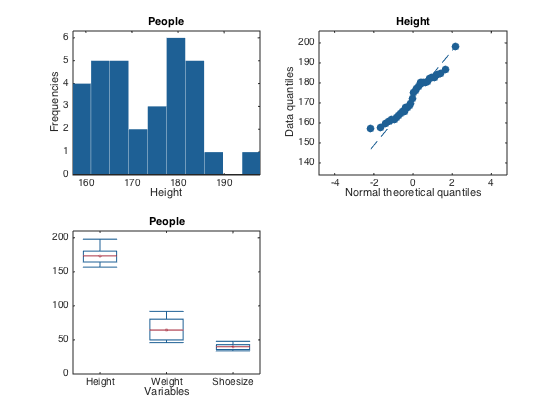 People
Frequencies
6
5
4
3
2
1
0
160 170 180 190
Height
Height
Data quantiles
200
190
180
170
160
150
140
-4 -2 0 2 4
Normal theoretical quantiles
People
200
150
100
50
0
Height Weight Shoesize
Variables